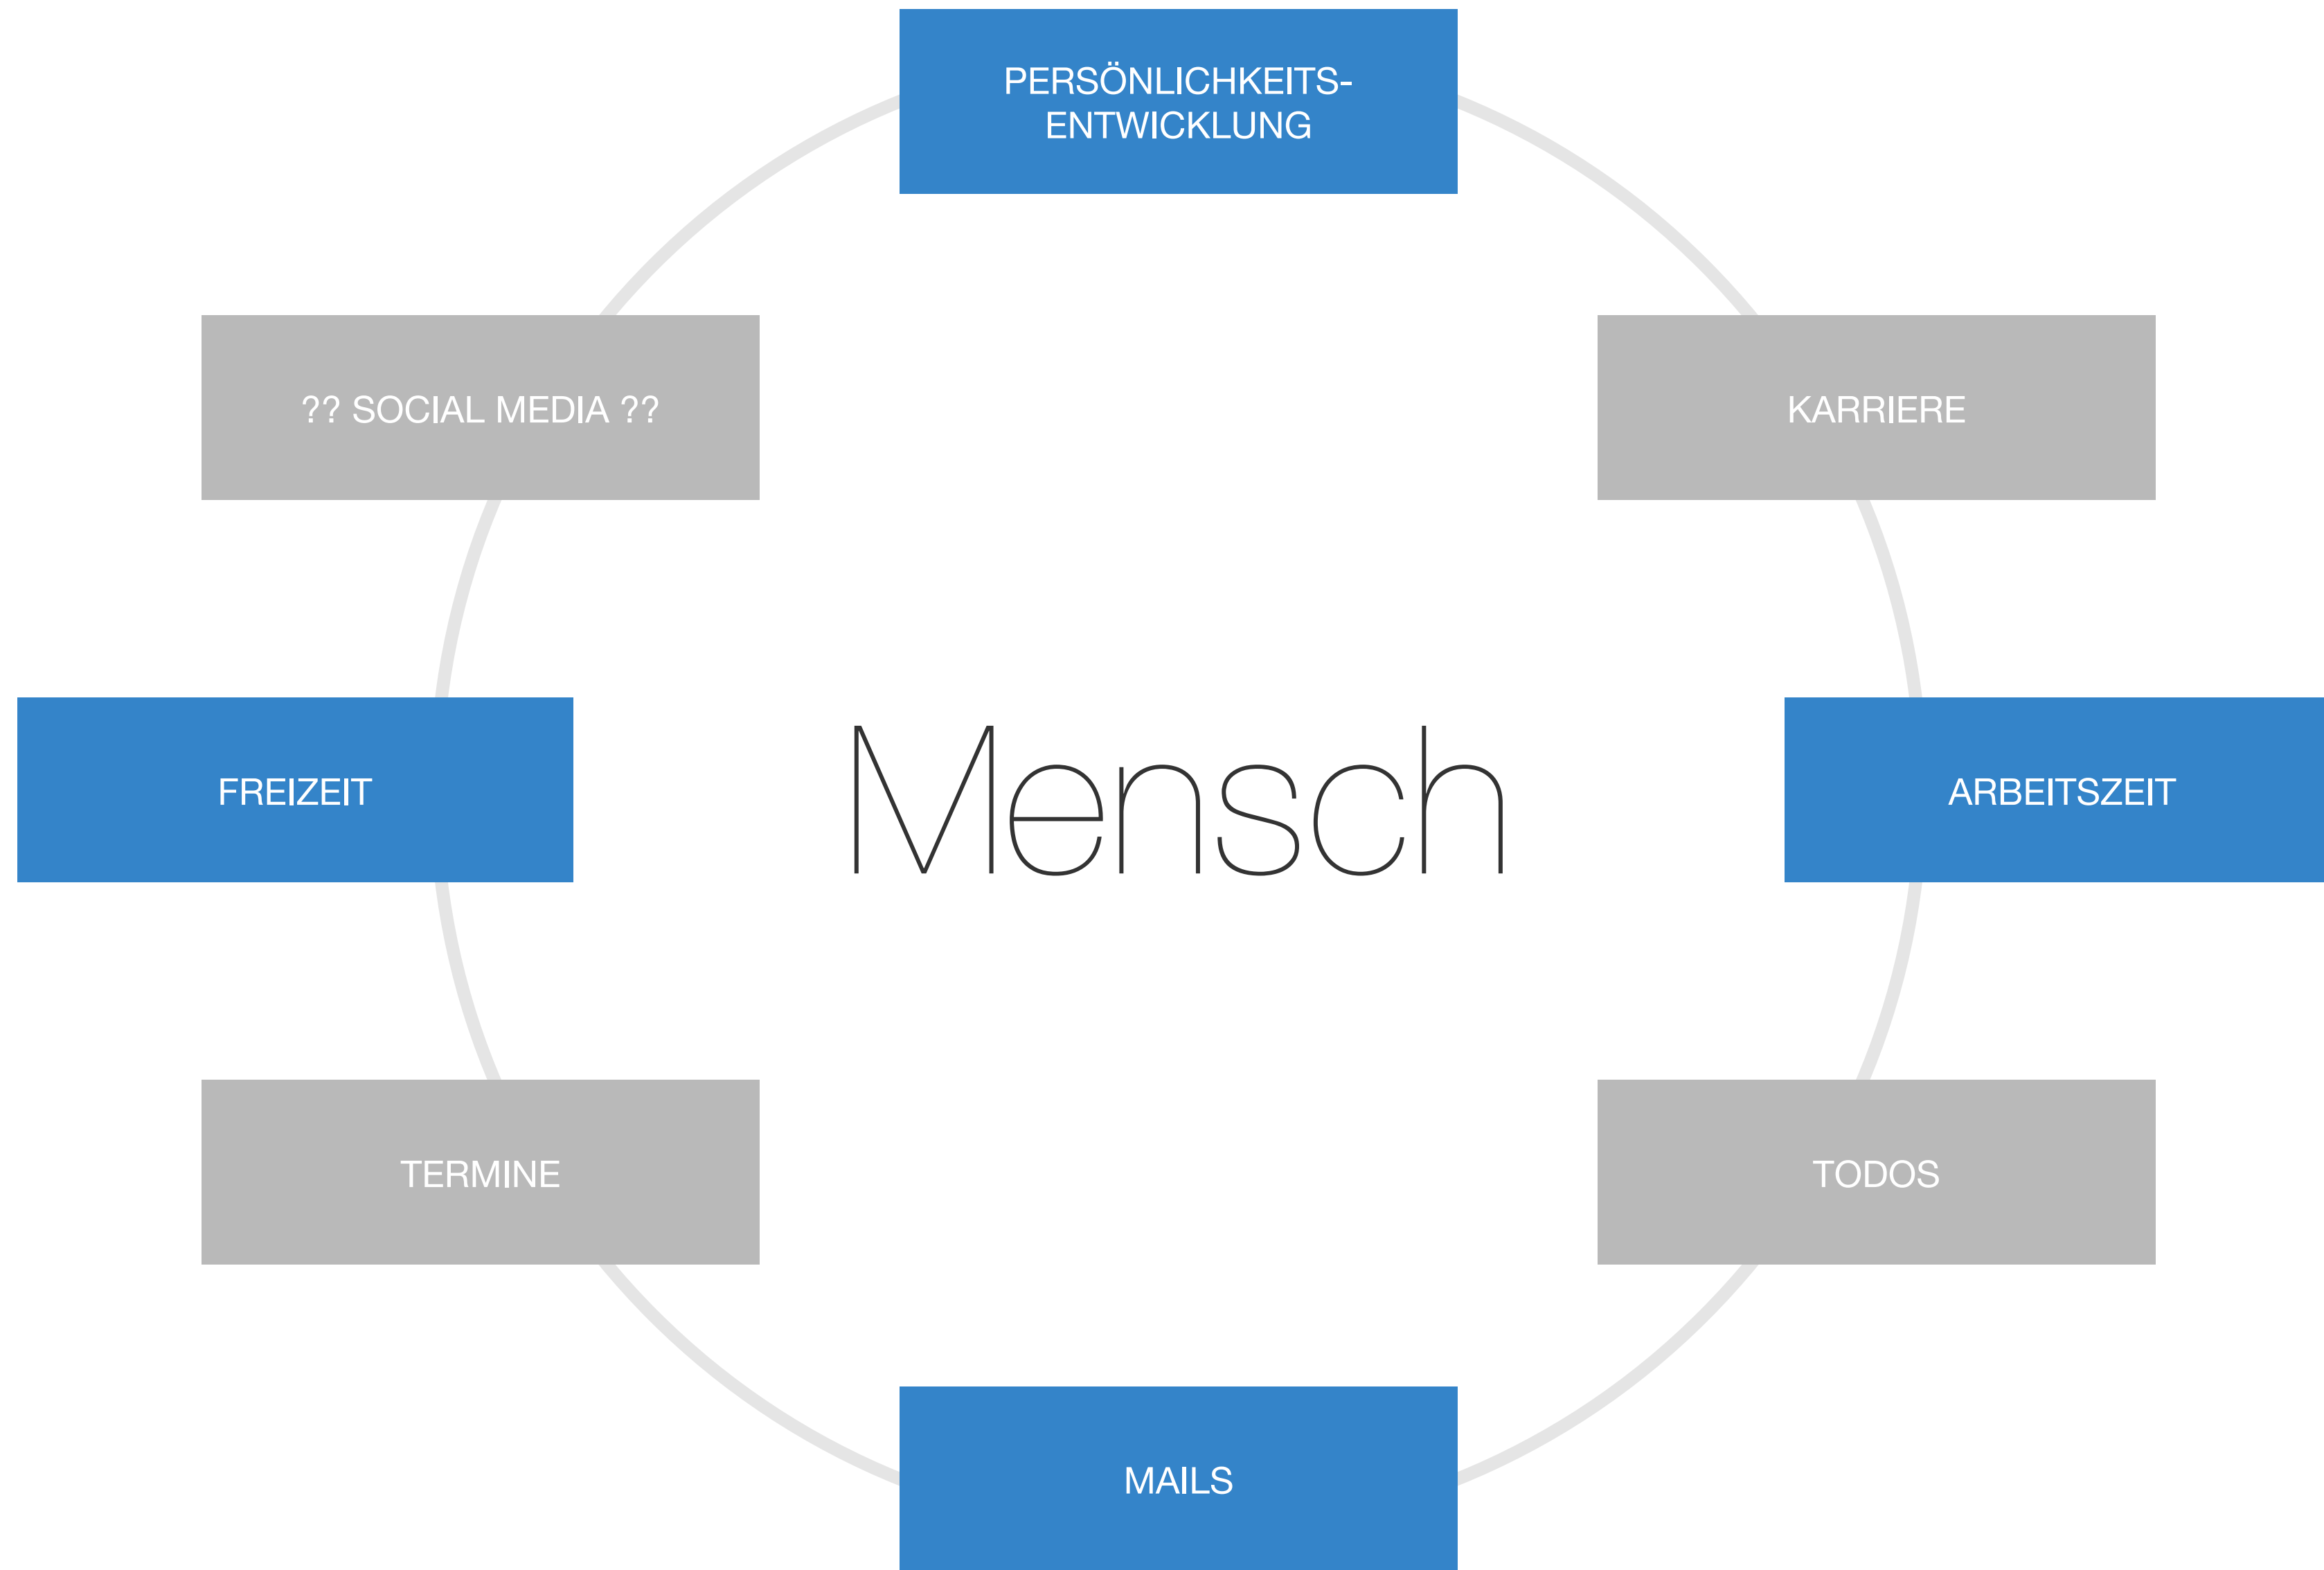 PERSÖNLICHKEITS-
ENTWICKLUNG
?? SOCIAL MEDIA ??
KARRIERE
FREIZEIT
Mensch
ARBEITSZEIT
TERMINE
TODOS
MAILS